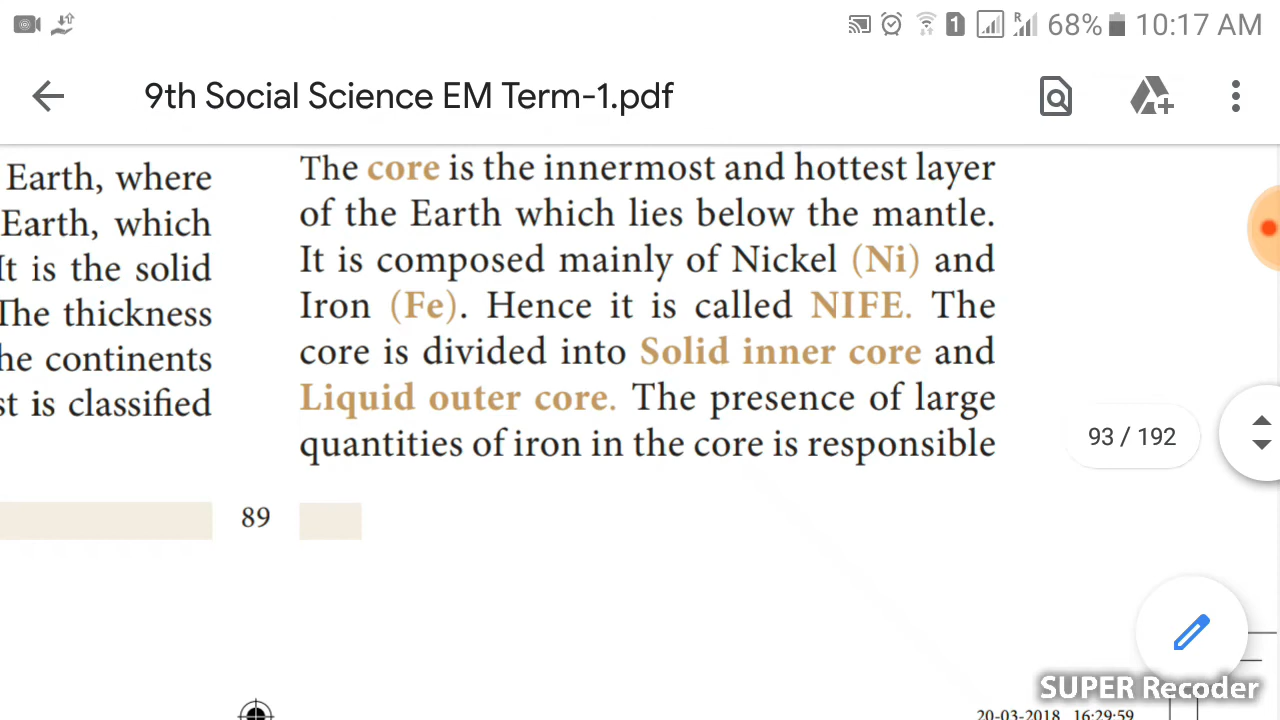 1 R 68% 10:17 AM
9th Social Science EM Term-1.pdf
Earth, where
Earth, which
It is the solid
The thickness
he continents
st is classified
The core is the innermost and hottest layer
of the Earth which lies below the mantle.
It is composed mainly of Nickel (Ni) and
Iron (Fe). Hence it is called NIFE. The
core is divided into Solid inner core and
Liquid outer core. The presence of large
quantities of iron in the core is responsible
93 / 192
89
SUPER Recoder
20-03-2018 16:29:59